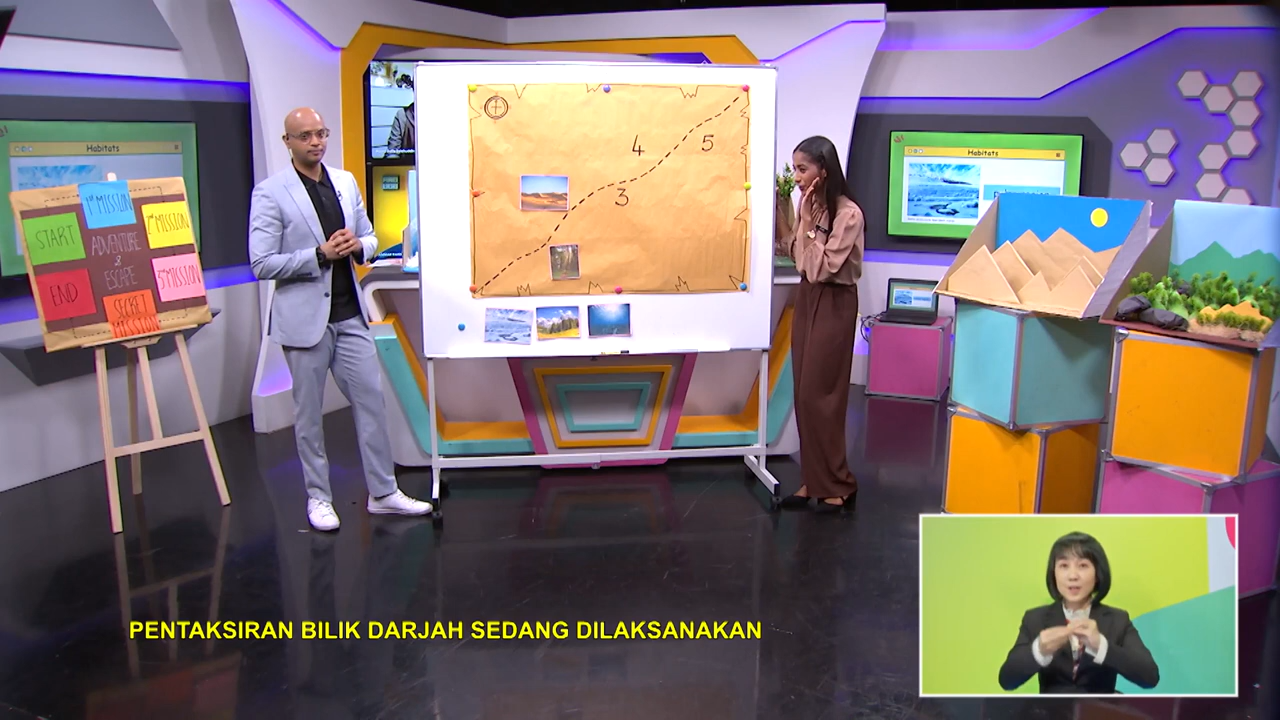 1ST MISSION
START
2ND MISSION
ADVENTURE
&
ESCAPE
END
3RD MISSION
SECRET
MISSION
Habitats
4
5
3
Habitats
PENTAKSIRAN BILIK DARJAH SEDANG DILAKSANAKAN